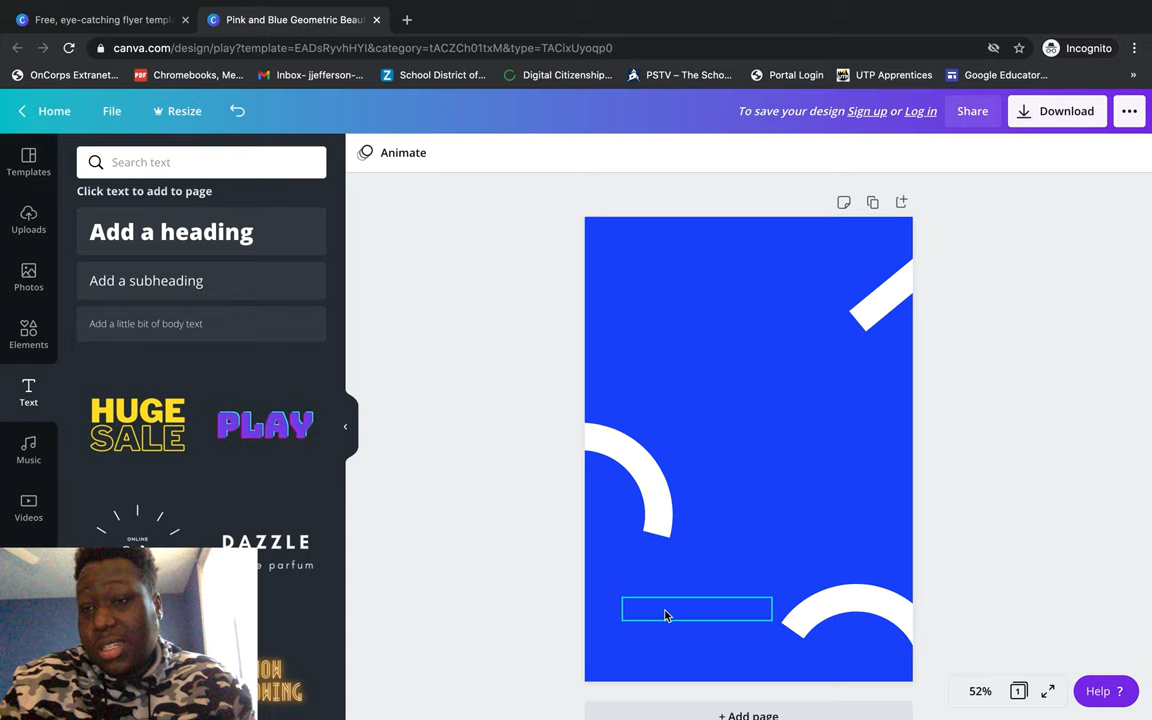 Free, eye-catching flyer templ
Pink and Blue Geometric Beaut
canva.com/design/play?template=EADsRyvhHYI&category=tACZCh01txM&type=TACixUyoqp0
Incognito
OnCorps Extranet...
PDF
Chromebooks, Me...
Inbox- jjefferson-...
Z
School District of...
Digital Citizenship...
PSTV – The Scho...
Portal Login
UTP Apprentices
Google Educator...
»
Home
File
Resize
To save your design Sign up or Log in
Share
Download
Templates
Search text
Animate
Click text to add to page
Uploads
Add a heading
Photos
Add a subheading
Elements
Add a little bit of body text
Text
HUGE
SALE
PLAY
Music
Videos
ONLINE
DAZZLE
parfum
52%
1
Help ?
+ Add page